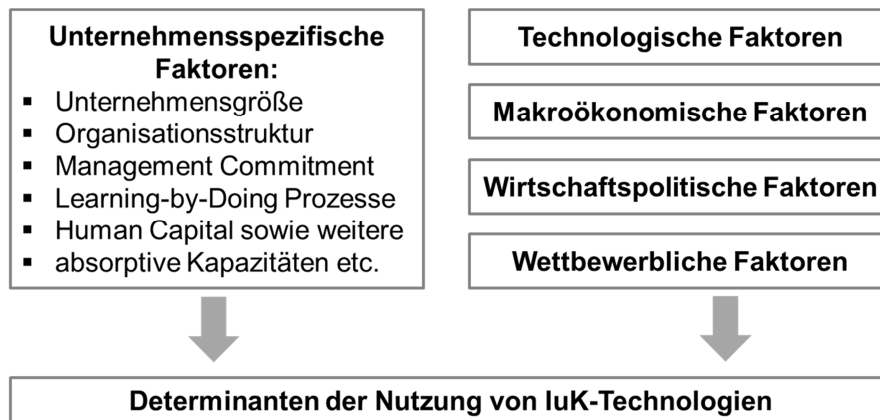 Unternehmensspezifische
Faktoren:
▪ Unternehmensgröße
▪ Organisationsstruktur
▪ Management Commitment
▪ Learning-by-Doing Prozesse
▪ Human Capital sowie weitere
▪ absorptive Kapazitäten etc.
Technologische Faktoren
Makroökonomische Faktoren
Wirtschaftspolitische Faktoren
Wettbewerbliche Faktoren
Determinanten der Nutzung von IuK-Technologien